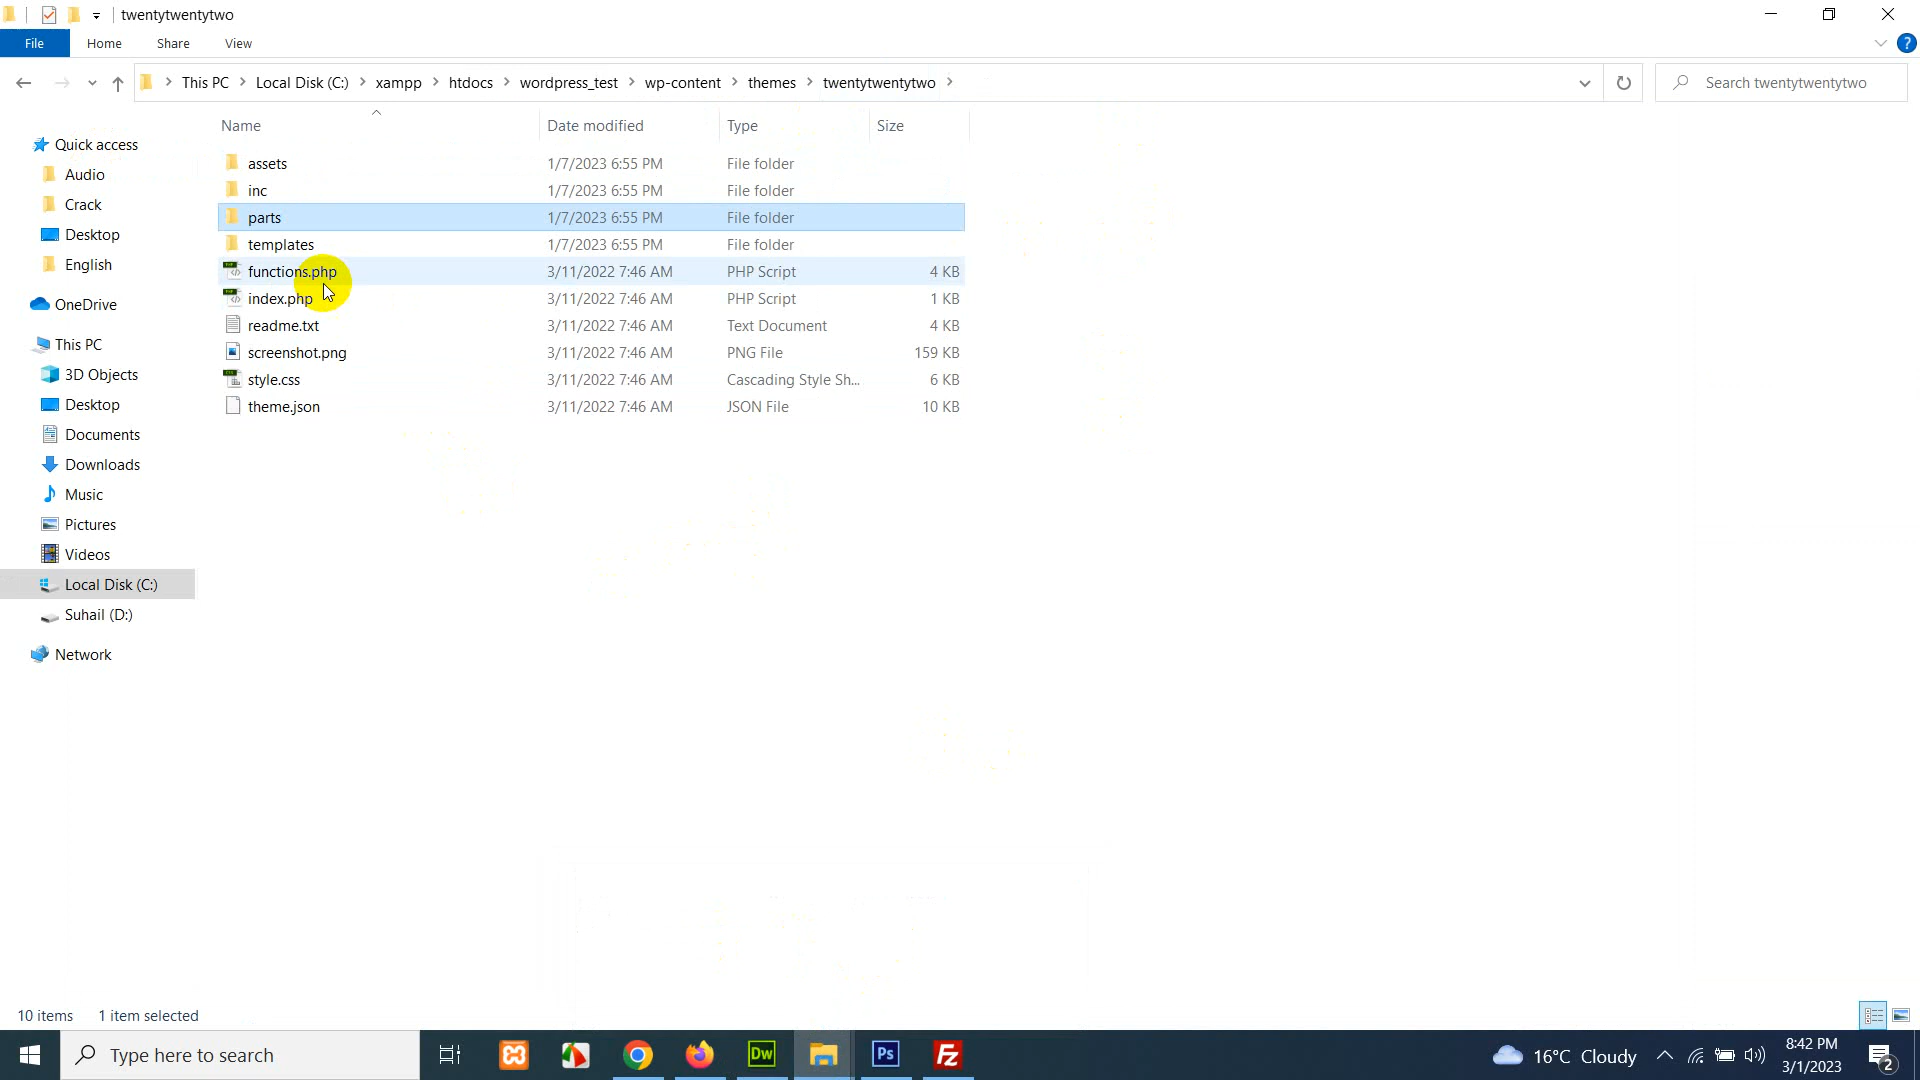 twentytwentytwo
File Home Share View
This PC Local Disk (C:) xampp htdocs wordpress_test wp-content themes twentytwentytwo Search twentytwentytwo
Name Date modified Type Size
Quick access
Audio
Crack
Desktop
English
OneDrive
This PC
3D Objects
Desktop
Documents
Downloads
Music
Pictures
Videos
Local Disk (C:)
Suhail (D:)
Network
assets 1/7/2023 6:55 PM File folder
inc 1/7/2023 6:55 PM File folder
parts 1/7/2023 6:55 PM File folder
templates 1/7/2023 6:55 PM File folder
functions.php 3/11/2022 7:46 AM PHP Script 4 KB
index.php 3/11/2022 7:46 AM PHP Script 1 KB
readme.txt 3/11/2022 7:46 AM Text Document 4 KB
screenshot.png 3/11/2022 7:46 AM PNG File 159 KB
style.css 3/11/2022 7:46 AM Cascading Style Sh... 6 KB
theme.json 3/11/2022 7:46 AM JSON File 10 KB
10 items 1 item selected
Type here to search
Dw
Ps
Fz
16°C Cloudy
8:42 PM
3/1/2023
2